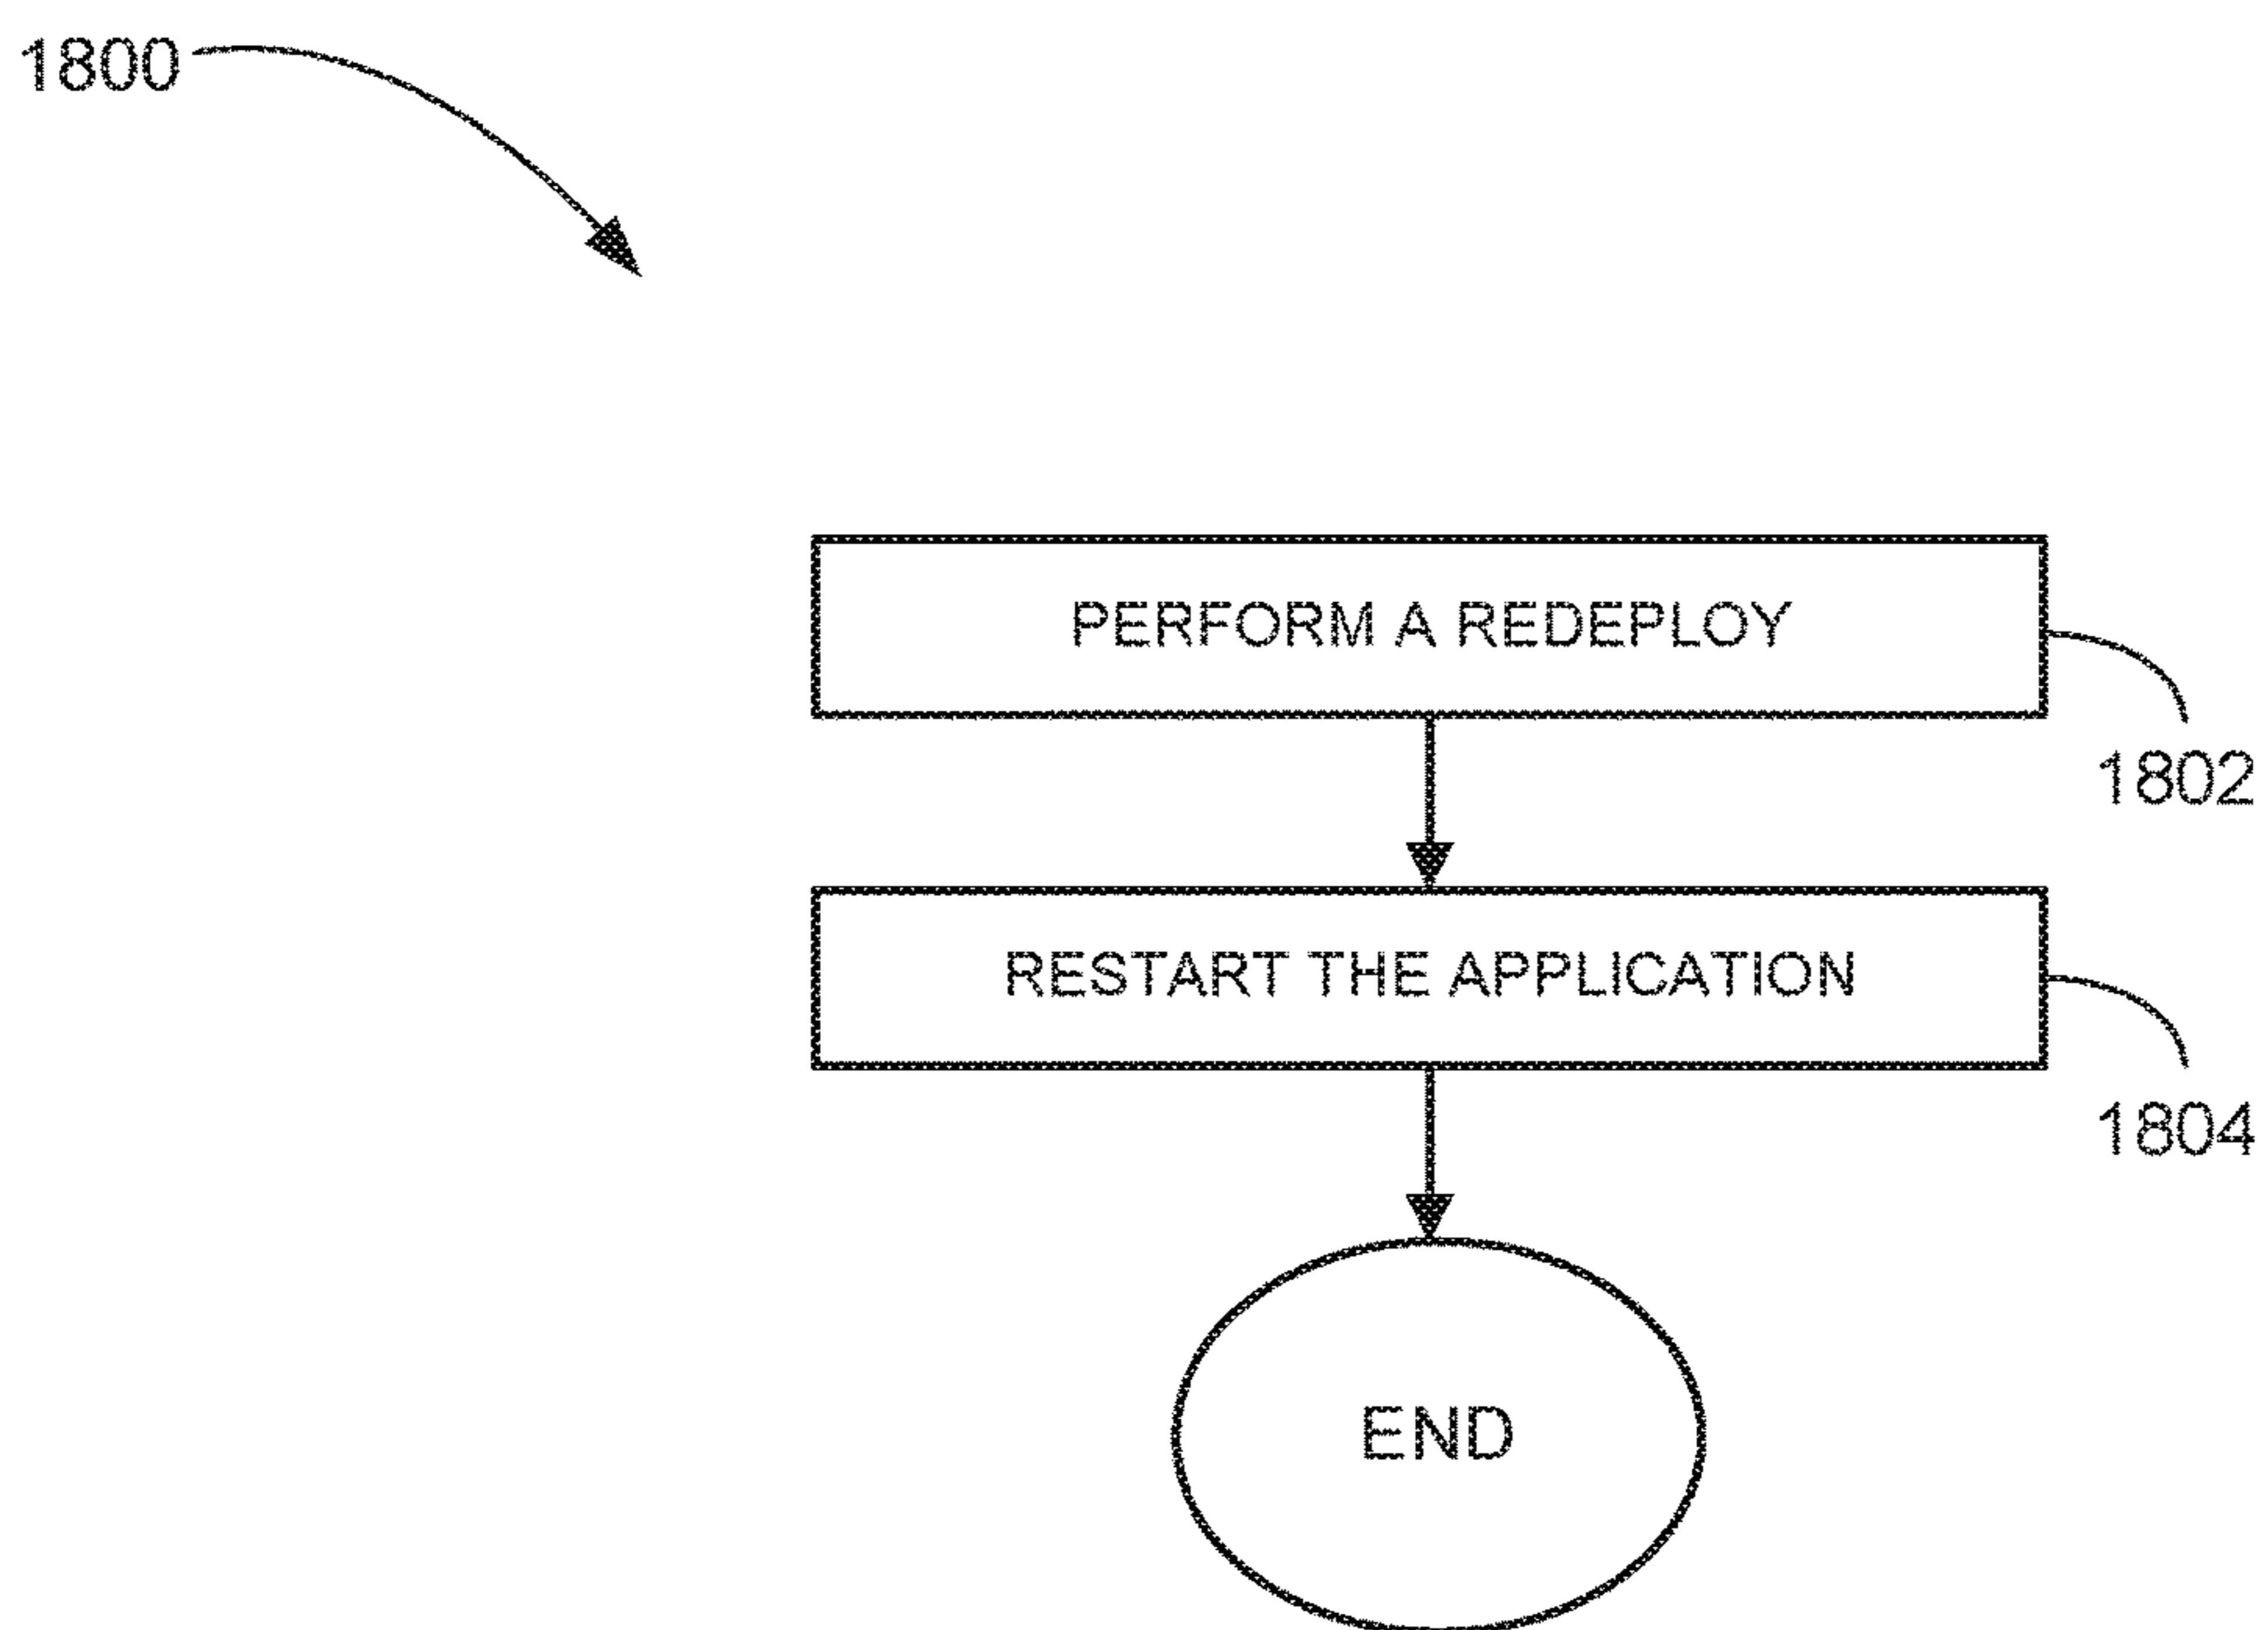 1800
PERFORM A REDEPLOY
1802
RESTART THE APPLICATION
1804
END